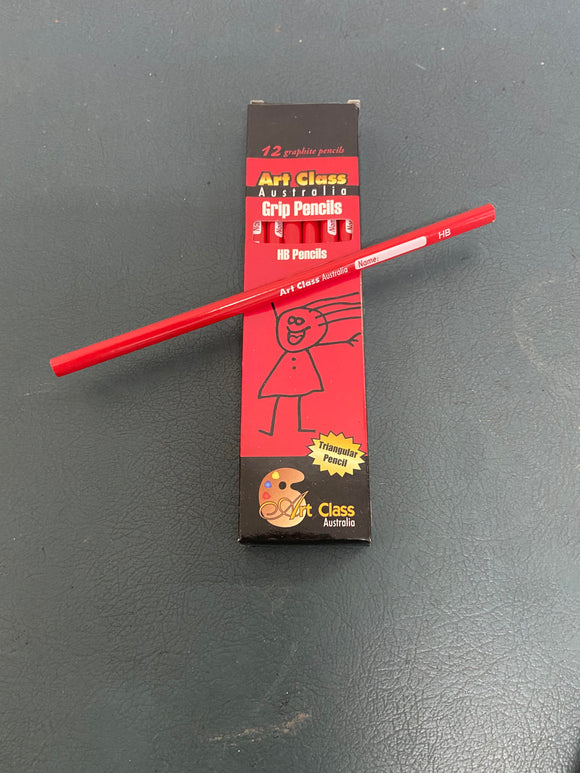 12 graphite pencils
Art Class
Australia
Grip Pencils
HB Pencils
Art Class Australia Name: HB
Triangular
Pencil
Art Class
Australia